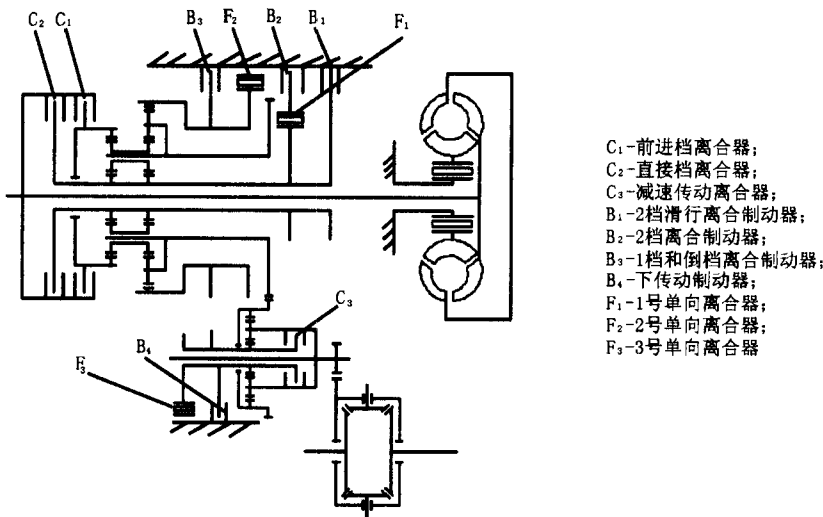 C₂ C₁ B₃ F₂ B₂ B₁ F₁
C₃
B₄
F₃
C₁-前进档离合器;
C₂-直接档离合器;
C₃-减速传动离合器;
B₁-2档滑行离合制动器;
B₂-2档离合制动器;
B₃-1档和倒档离合制动器;
B₄-下传动制动器;
F₁-1号单向离合器;
F₂-2号单向离合器;
F₃-3号单向离合器